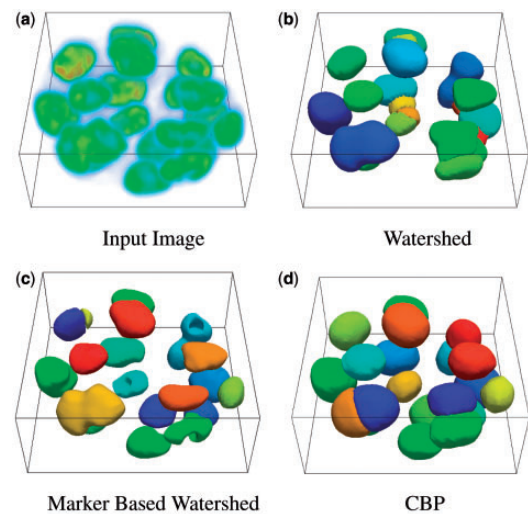 (a)
(b)
Input Image
Watershed
(c)
(d)
Marker Based Watershed
CBP